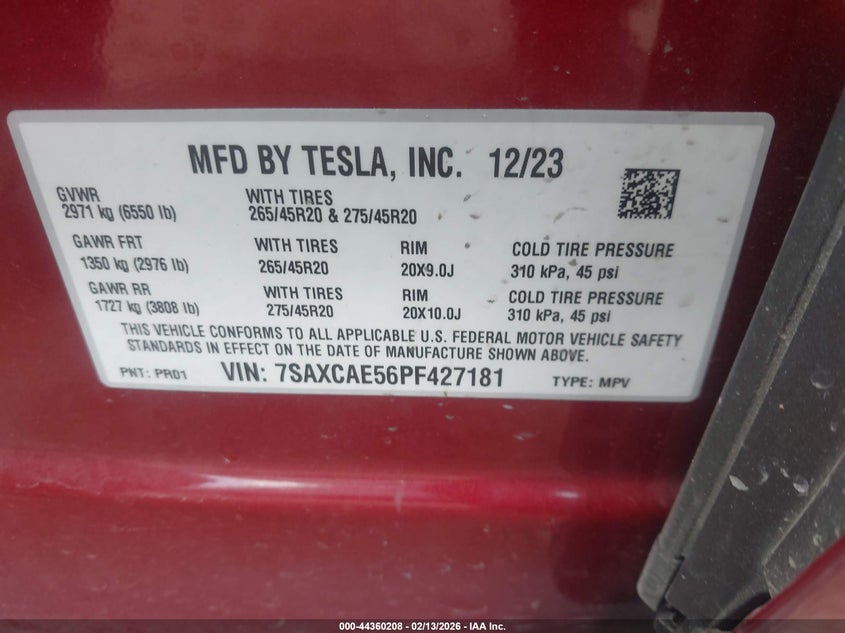 MFD BY TESLA, INC. 12/23
GVWR WITH TIRES
2971 kg (6550 lb) 265/45R20 & 275/45R20
GAWR FRT WITH TIRES RIM COLD TIRE PRESSURE
1350 kg (2976 lb) 265/45R20 20X9.0J 310 kPa, 45 psi
GAWR RR WITH TIRES RIM COLD TIRE PRESSURE
1727 kg (3808 lb) 275/45R20 20X10.0J 310 kPa, 45 psi
THIS VEHICLE CONFORMS TO ALL APPLICABLE U.S. FEDERAL MOTOR VEHICLE SAFETY
STANDARDS IN EFFECT ON THE DATE OF MANUFACTURE SHOWN ABOVE.
PNT: PR01 VIN: 7SAXCAE56PF427181 TYPE: MPV
000-44360208 - 02/13/2026 - IAA Inc.